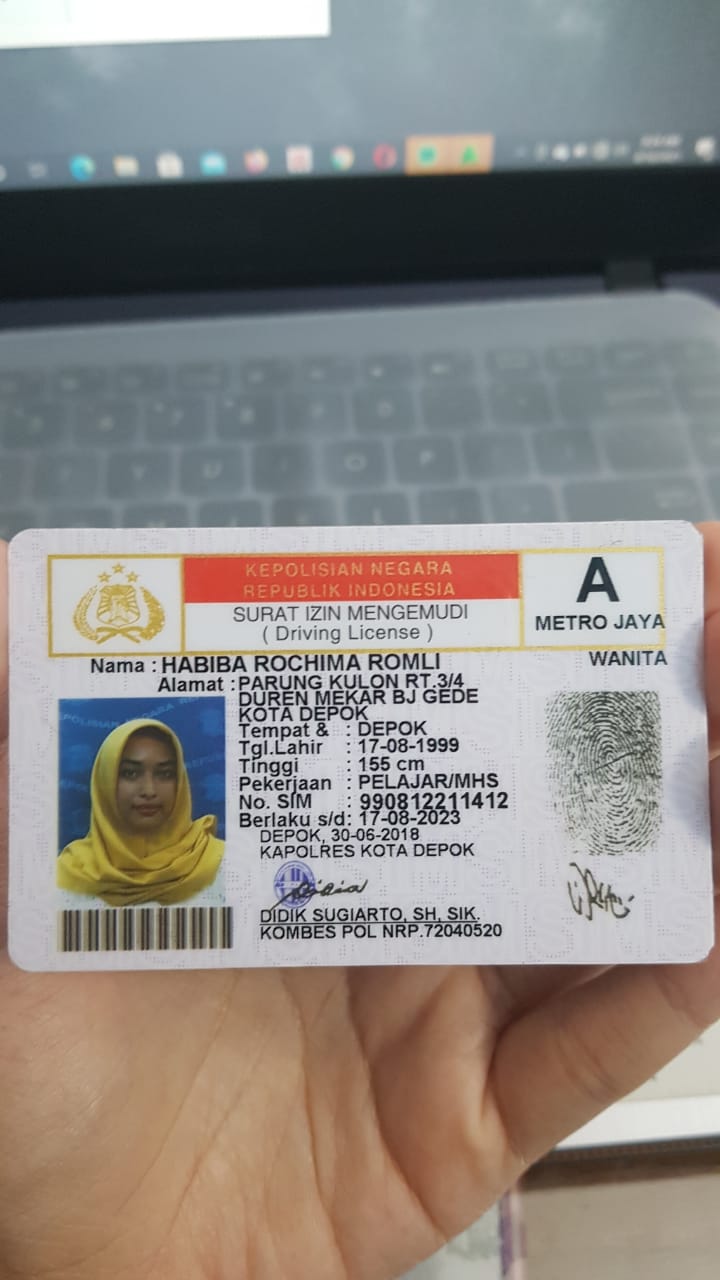 KEPOLISIAN NEGARA
REPUBLIK INDONESIA
SURAT IZIN MENGEMUDI
( Driving License )
A
METRO JAYA
WANITA
Nama : HABIBA ROCHIMA ROMLI
Alamat : PARUNG KULON RT.3/4
DUREN MEKAR BJ GEDE
KOTA DEPOK
Tempat & : DEPOK
Tgl.Lahir : 17-08-1999
Tinggi : 155 cm
Pekerjaan : PELAJAR/MHS
No. SIM : 990812211412
Berlaku s/d : 17-08-2023
DEPOK, 30-06-2018
KAPOLRES KOTA DEPOK
DIDIK SUGIARTO, SH, SIK.
KOMBES POL NRP.72040520